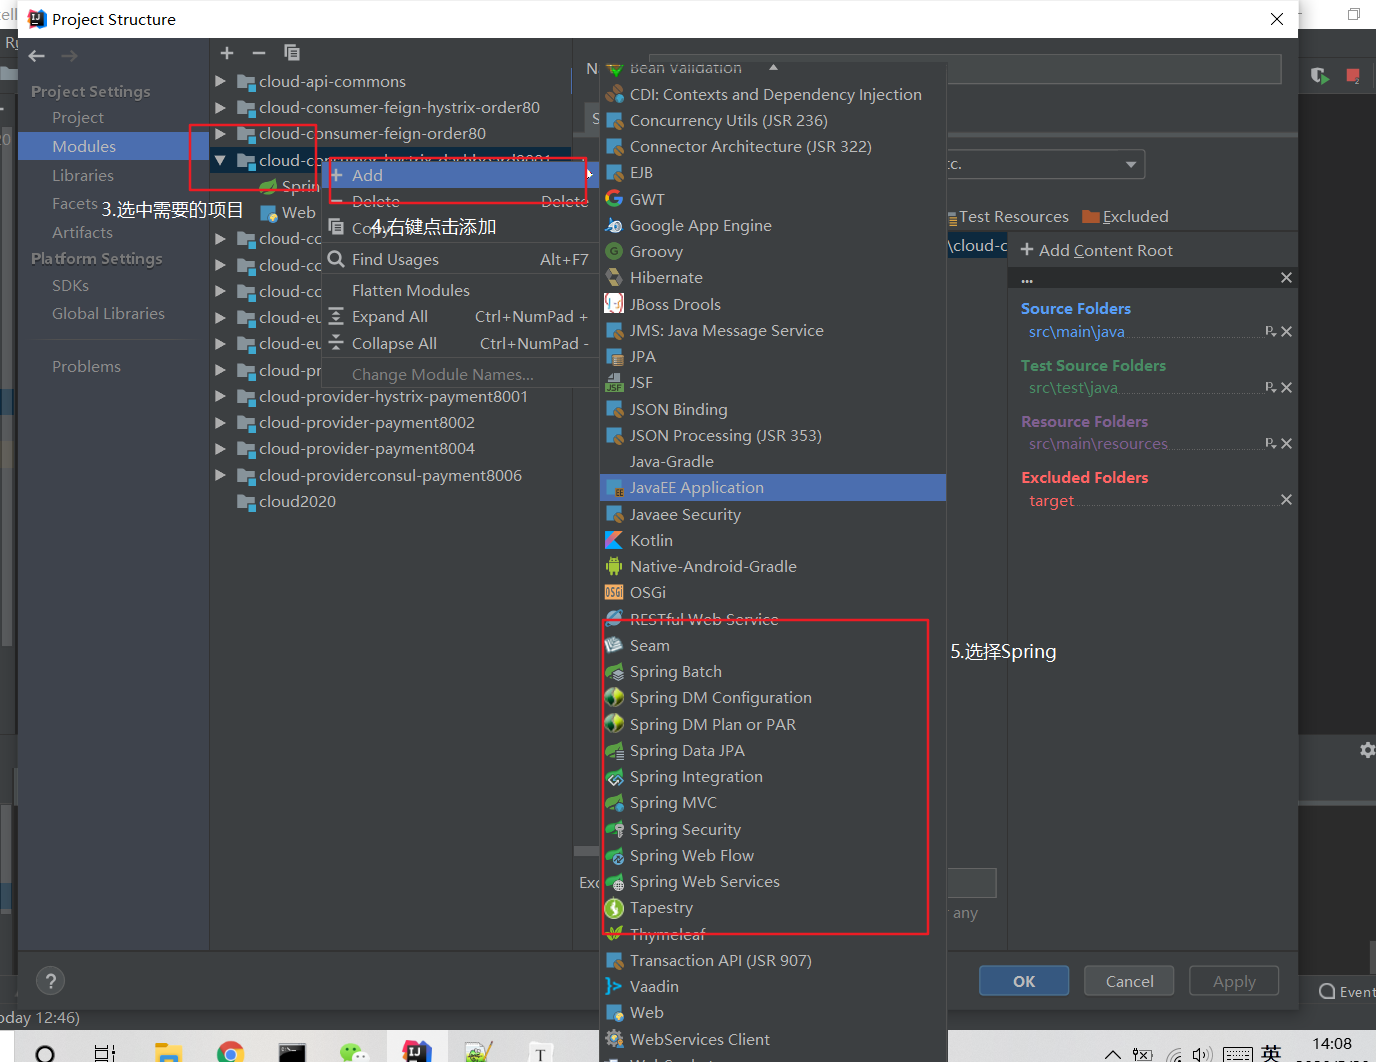 Project Structure
Project Settings
Project
Modules
Libraries
Facets
Artifacts
Platform Settings
SDKs
Global Libraries
Problems
cloud-api-commons
cloud-consumer-feign-hystrix-order80
cloud-consumer-feign-order80
cloud-consumer-hystrix-dashboard9001
Sprin
Web
cloud-cc
cloud-cc
cloud-cc
cloud-eu
cloud-eu
cloud-pr
cloud-provider-hystrix-payment8001
cloud-provider-payment8002
cloud-provider-payment8004
cloud-providerconsul-payment8006
cloud2020
3.选中需要的项目
Add
Delete Delete
Copy
4.右键点击添加
Find Usages Alt+F7
Flatten Modules
Expand All Ctrl+NumPad +
Collapse All Ctrl+NumPad -
Change Module Names...
Bean Validation
CDI: Contexts and Dependency Injection
Concurrency Utils (JSR 236)
Connector Architecture (JSR 322)
EJB
GWT
Google App Engine
Groovy
Hibernate
JBoss Drools
JMS: Java Message Service
JPA
JSF
JSON Binding
JSON Processing (JSR 353)
Java-Gradle
JavaEE Application
Javaee Security
Kotlin
Native-Android-Gradle
OSGi
RESTful Web Service
Seam
Spring Batch
Spring DM Configuration
Spring DM Plan or PAR
Spring Data JPA
Spring Integration
Spring MVC
Spring Security
Spring Web Flow
Spring Web Services
Tapestry
Thymeleaf
Transaction API (JSR 907)
Vaadin
Web
WebServices Client
5.选择Spring
tc.
Test Resources Excluded
\cloud-c
+ Add Content Root
...
Source Folders
src\main\java
Test Source Folders
src\test\java
Resource Folders
src\main\resources
Excluded Folders
target
Exc
any
?
OK Cancel Apply
Event
oday 12:46)
T
英
14:08